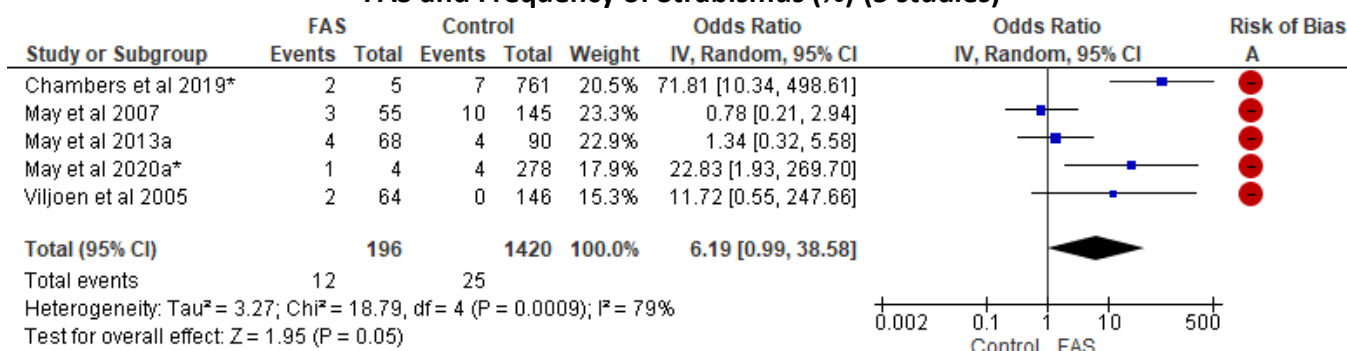 FAS and Frequency of Strabismus (%) (5 studies)
FAS Control Odds Ratio Odds Ratio Risk of Bias
Study or Subgroup Events Total Events Total Weight IV, Random, 95% CI IV, Random, 95% CI A
Chambers et al 2019* 2 5 7 761 20.5% 71.81 [10.34, 498.61]
May et al 2007 3 55 10 145 23.3% 0.78 [0.21, 2.94]
May et al 2013a 4 68 4 90 22.9% 1.34 [0.32, 5.58]
May et al 2020a* 1 4 4 278 17.9% 22.83 [1.93, 269.70]
Viljoen et al 2005 2 64 0 146 15.3% 11.72 [0.55, 247.66]
Total (95% CI) 196 1420 100.0% 6.19 [0.99, 38.58]
Total events 12 25
Heterogeneity: Tau² = 3.27; Chi² = 18.79, df = 4 (P = 0.0009); I² = 79%
Test for overall effect: Z = 1.95 (P = 0.05)
0.002 0.1 1 10 500
Control FAS